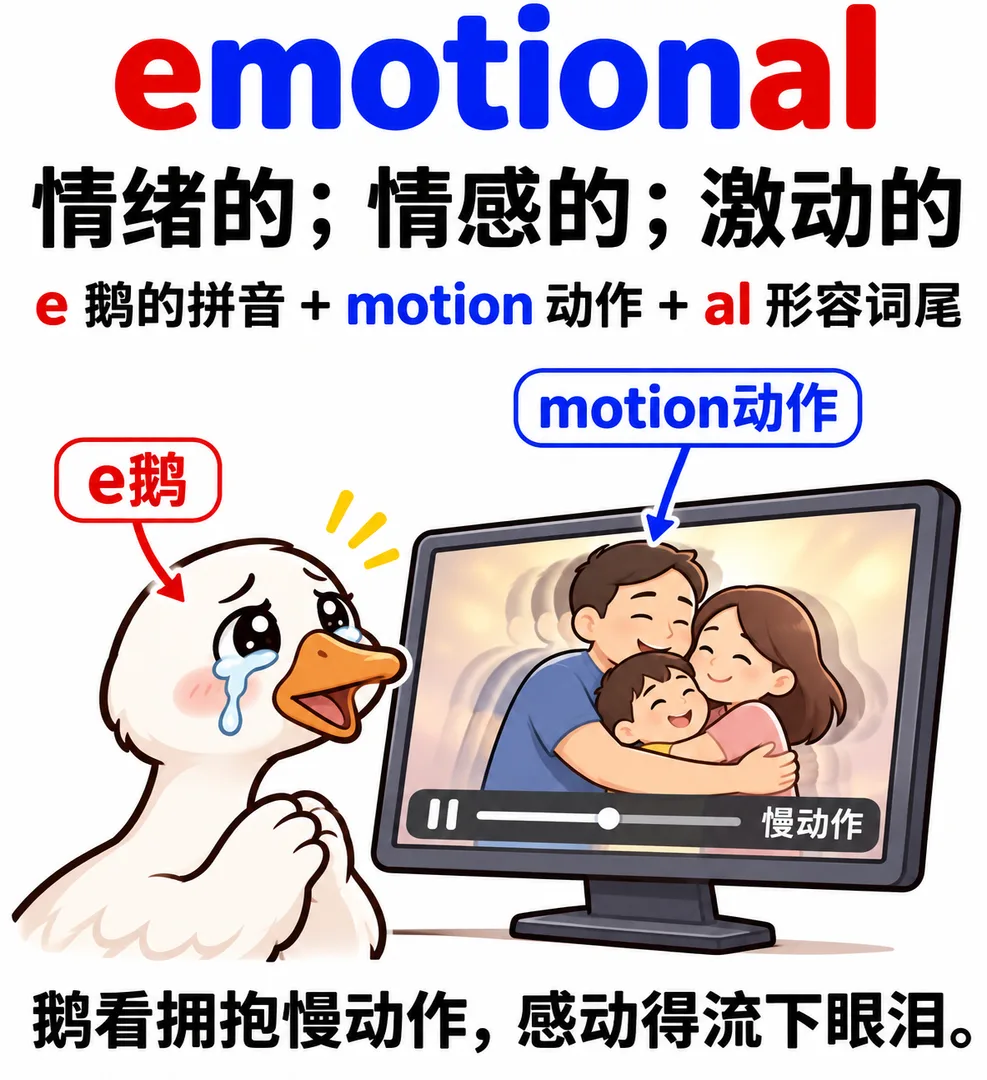 emotional
情绪的；情感的；激动的
e 鹅的拼音 + motion 动作 + al 形容词尾
motion动作
e鹅
慢动作
鹅看拥抱慢动作，感动得流下眼泪。